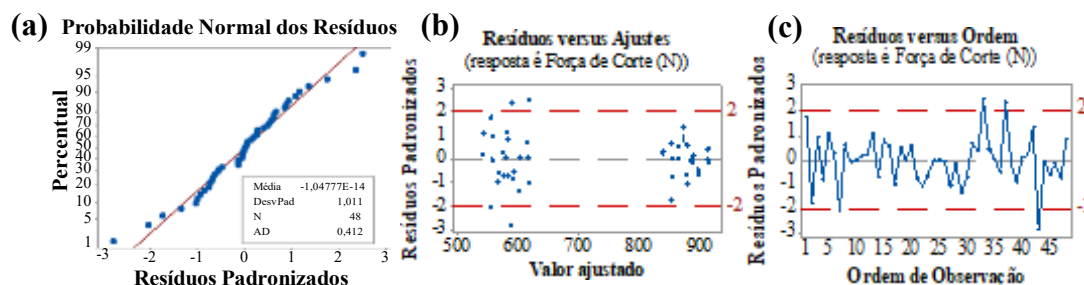 (a) Probabilidade Normal dos Resíduos
Percentual
99
95
90
80
70
60
50
40
30
20
10
5
1
Média -1,04777E-14
DesvPad 1,011
N 48
AD 0,412
-3 -2 -1 0 1 2 3
Resíduos Padronizados
(b)
Resíduos versus Ajustes
(resposta é Força de Corte (N))
Resíduos Padronizados
3
2
1
0
-1
-2
-3
2
-2
500 600 700 800 900
Valor ajustado
(c)
Resíduos versus Ordem
(resposta é Força de Corte (N))
Resíduos Padronizados
3
2
1
0
-1
-2
-3
2
1 5 10 15 20 25 30 35 40 45
Ordem de Observação